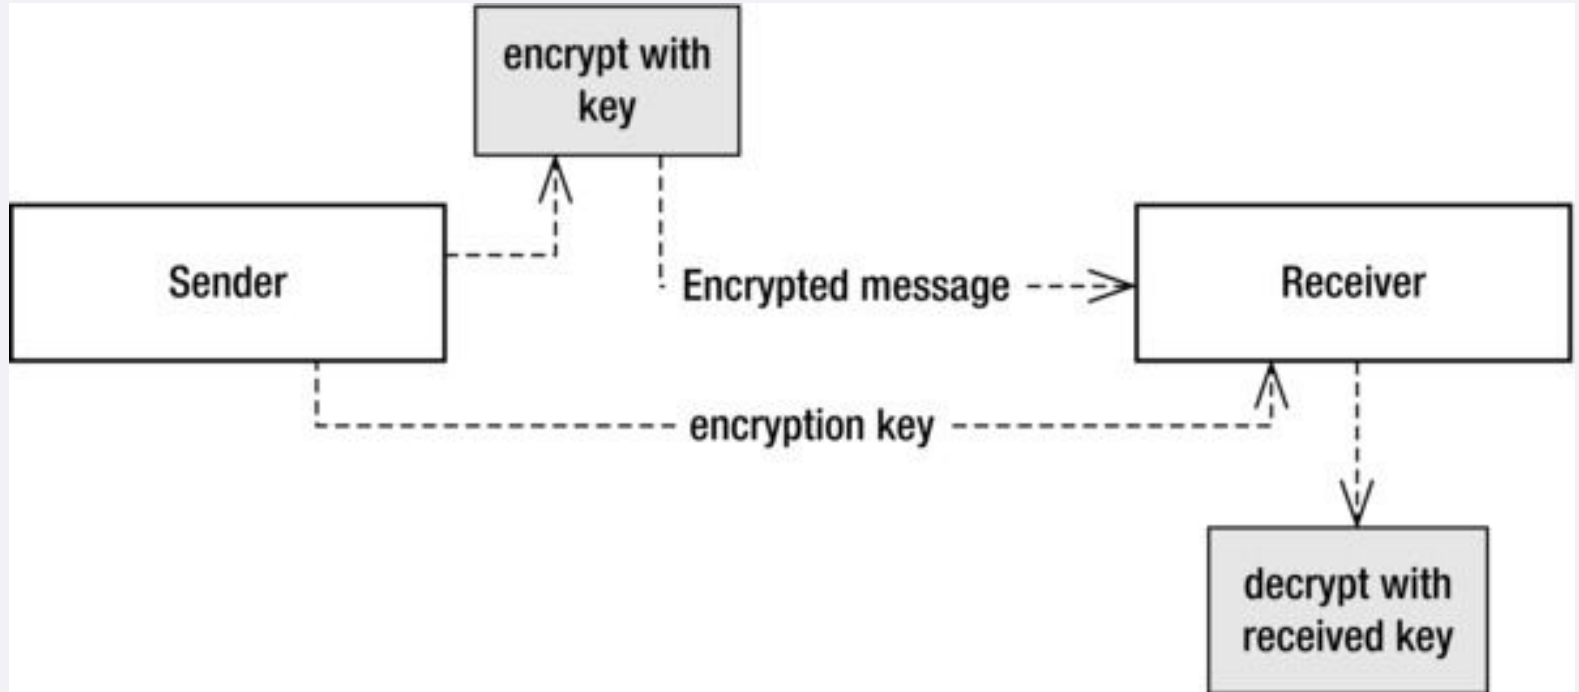 encrypt with
key
Sender
Encrypted message
Receiver
encryption key
decrypt with
received key